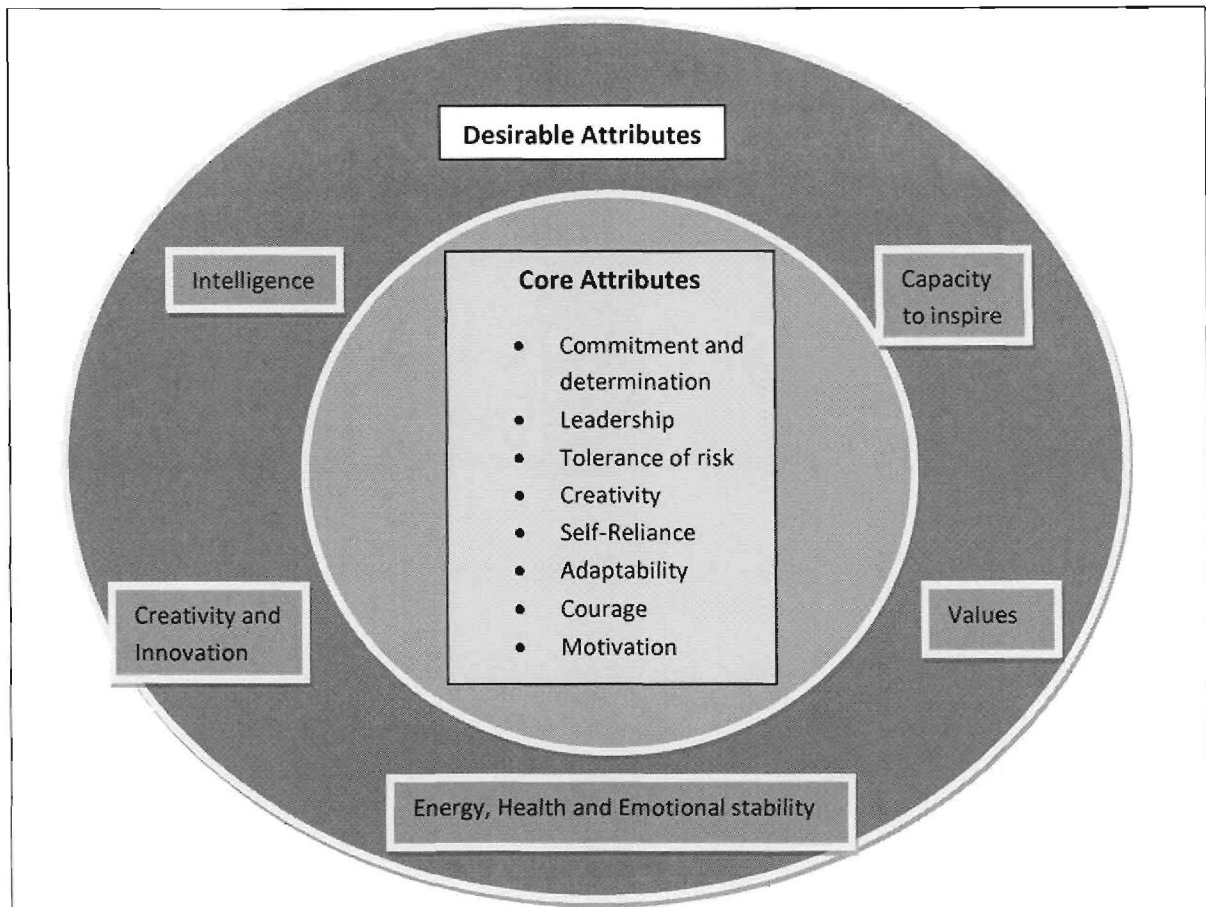 Desirable Attributes
Intelligence
Capacity
to inspire
Core Attributes
• Commitment and
determination
• Leadership
• Tolerance of risk
• Creativity
• Self-Reliance
• Adaptability
• Courage
• Motivation
Creativity and
Innovation
Values
Energy, Health and Emotional stability